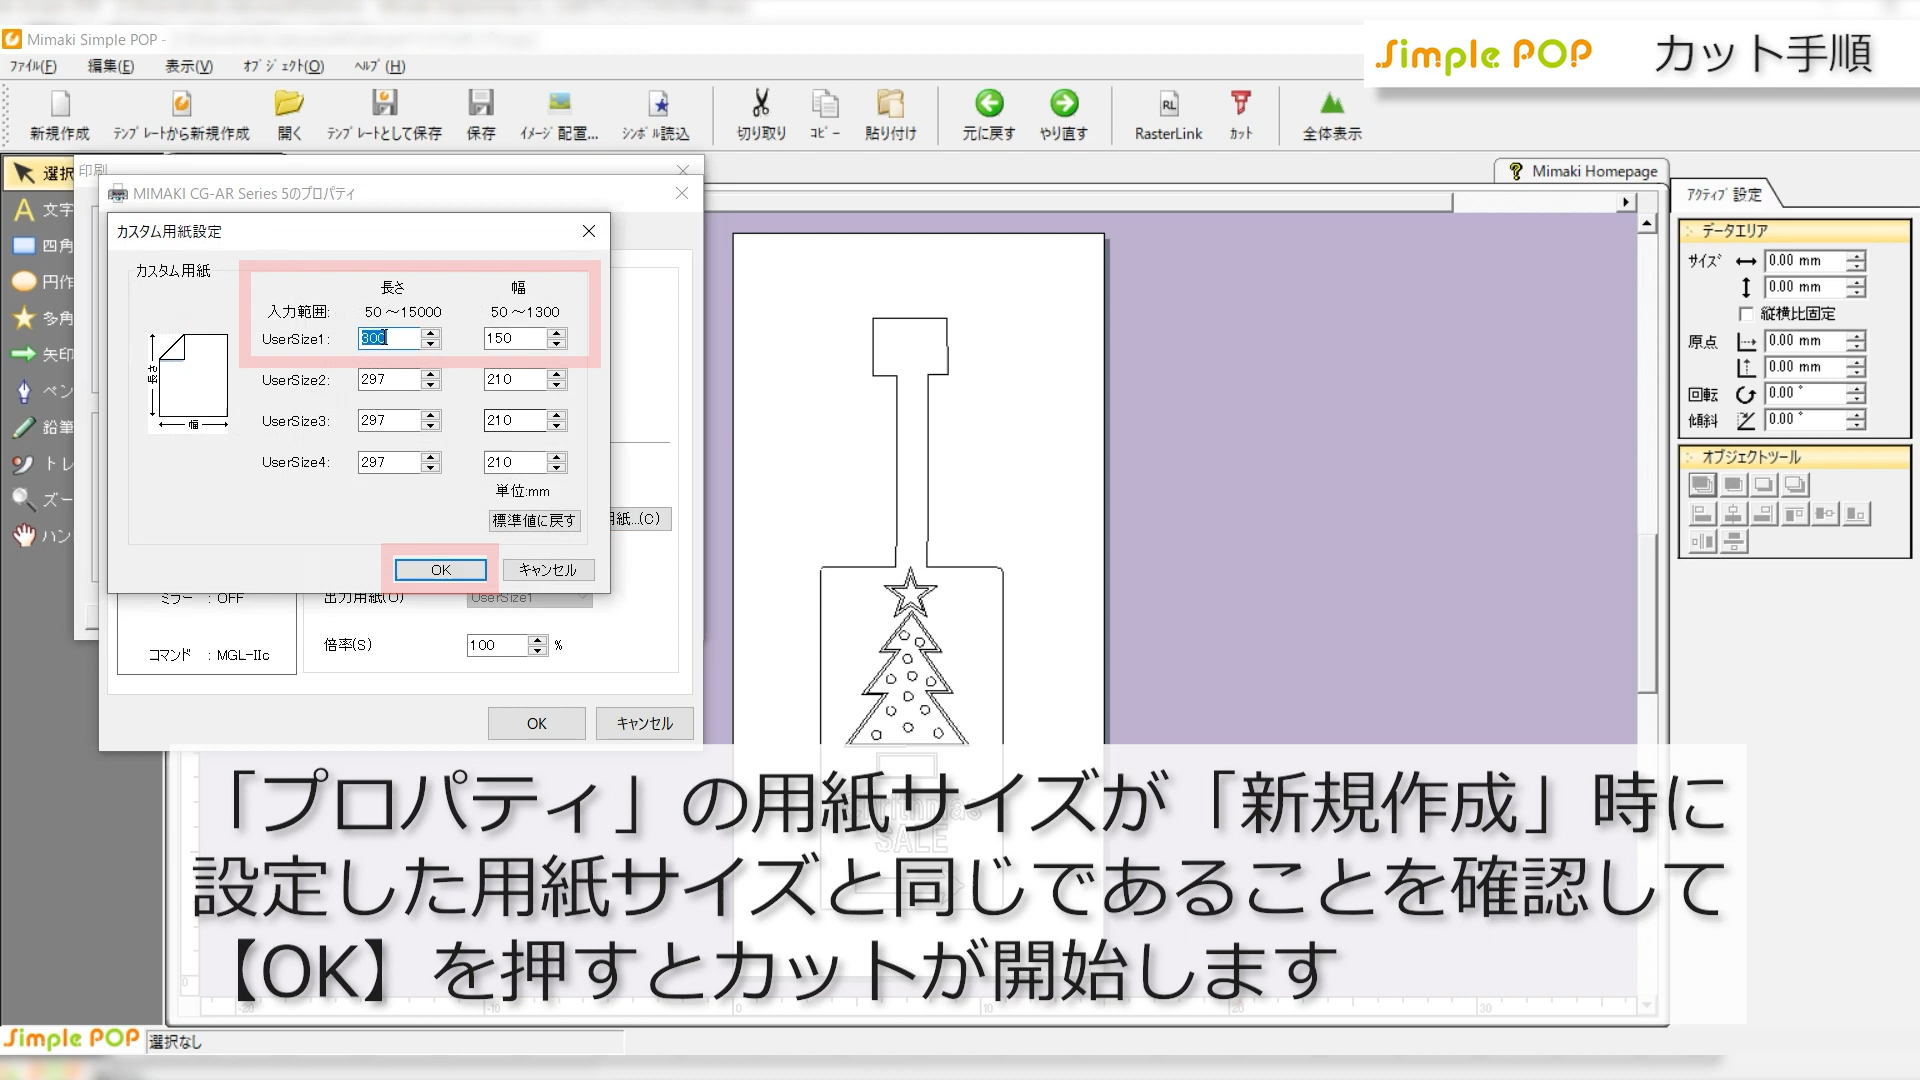 Mimaki Simple POP -
Simple POP カット手順
ファイル(F) 編集(E) 表示(V) オブジェクト(O) ヘルプ(H)
新規作成 テンプレートから新規作成 開く テンプレートとして保存 保存 イメージ配置... シンボル読込 切り取り コピー 貼り付け 元に戻す やり直す RasterLink カット 全体表示
選択
文字
四角
円作
多角
矢印
ペン
鉛筆
トレ
ズー
ハン
印刷
MIMAKI CG-AR Series 5のプロパティ
カスタム用紙設定
カスタム用紙
長さ 幅
入力範囲: 50～15000 50～1300
UserSize1: 300 150
UserSize2: 297 210
UserSize3: 297 210
UserSize4: 297 210
長さ
幅
単位:mm
標準値に戻す
用紙...(C)
OK キャンセル
ミラー : OFF
出力用紙(O) UserSize1
倍率(S) 100 %
コマンド : MGL-IIc
OK キャンセル
Mimaki Homepage
アクティブ設定
データエリア
サイズ 0.00 mm
0.00 mm
縦横比固定
原点 0.00 mm
0.00 mm
回転 0.00 °
傾斜 0.00 °
オブジェクトツール
SALE
「プロパティ」の用紙サイズが「新規作成」時に
設定した用紙サイズと同じであることを確認して
【OK】を押すとカットが開始します
-20 -10 0 10 20 30
0
Simple POP 選択なし